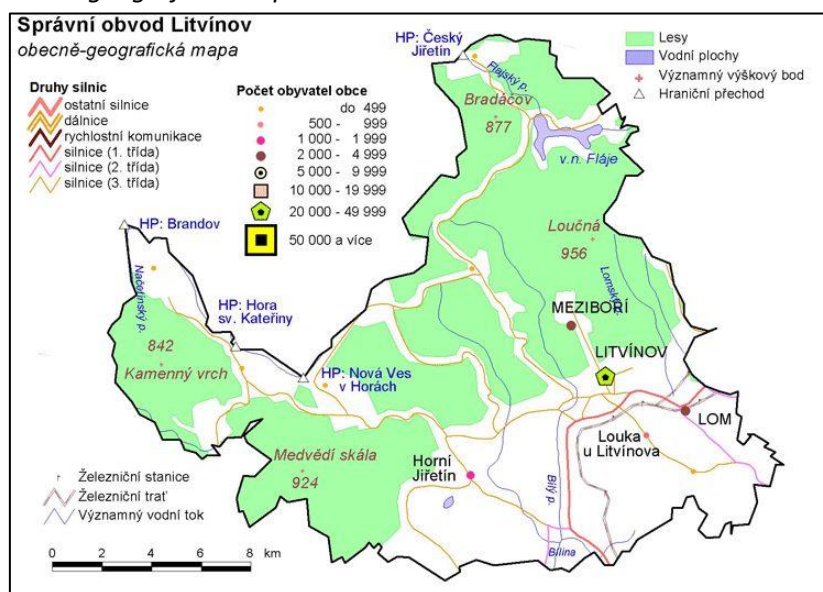 Správní obvod Litvínov
obecně-geografická mapa
Druhy silnic
ostatní silnice
dálnice
rychlostní komunikace
silnice (1. třída)
silnice (2. třída)
silnice (3. třída)
Počet obyvatel obce
do 499
500 - 999
1 000 - 1 999
2 000 - 4 999
5 000 - 9 999
10 000 - 19 999
20 000 - 49 999
50 000 a více
Lesy
Vodní plochy
Významný výškový bod
Hraniční přechod
HP: Český
Jiřetín
Flajský p.
Bradáčov
877
v.n. Fláje
Loučná
956
Lomský p.
HP: Brandov
Načetínský p.
HP: Hora
sv. Kateřiny
842
Kamenný vrch
HP: Nová Ves
v Horách
MEZIBOŘÍ
LITVÍNOV
LOM
Louka
u Litvínova
Medvědí skála
924
Horní
Jiřetín
Bílý p.
Bílina
Železniční stanice
Železniční trať
Významný vodní tok
0 2 4 6 8 km